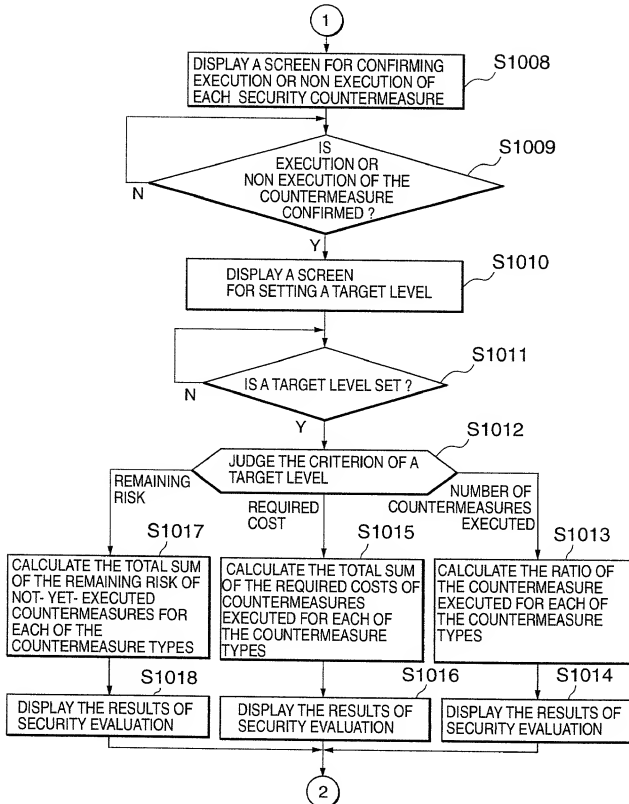 1
DISPLAY A SCREEN FOR CONFIRMING
EXECUTION OR NON EXECUTION OF
EACH SECURITY COUNTERMEASURE
S1008
IS
EXECUTION OR
NON EXECUTION OF THE
COUNTERMEASURE
CONFIRMED ?
S1009
N
Y
DISPLAY A SCREEN
FOR SETTING A TARGET LEVEL
S1010
IS A TARGET LEVEL SET ?
S1011
N
Y
JUDGE THE CRITERION OF A
TARGET LEVEL
S1012
REMAINING
RISK
REQUIRED
COST
NUMBER OF
COUNTERMEASURES
EXECUTED
S1017
CALCULATE THE TOTAL SUM
OF THE REMAINING RISK OF
NOT- YET- EXECUTED
COUNTERMEASURES FOR
EACH OF THE
COUNTERMEASURE TYPES
S1015
CALCULATE THE TOTAL SUM
OF THE REQUIRED COSTS OF
COUNTERMEASURES
EXECUTED FOR EACH OF
THE COUNTERMEASURE
TYPES
S1013
CALCULATE THE RATIO OF
THE COUNTERMEASURE
EXECUTED FOR EACH OF
THE COUNTERMEASURE
TYPES
S1018
DISPLAY THE RESULTS OF
SECURITY EVALUATION
S1016
DISPLAY THE RESULTS OF
SECURITY EVALUATION
S1014
DISPLAY THE RESULTS OF
SECURITY EVALUATION
2